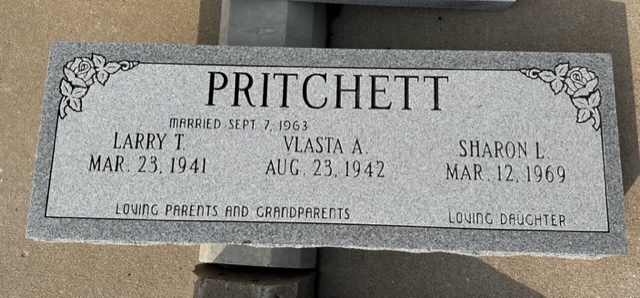 PRITCHETT
MARRIED SEPT. 7, 1963
LARRY T. VLASTA A. SHARON L.
MAR. 23, 1941 AUG. 23, 1942 MAR. 12, 1969
LOVING PARENTS AND GRANDPARENTS LOVING DAUGHTER